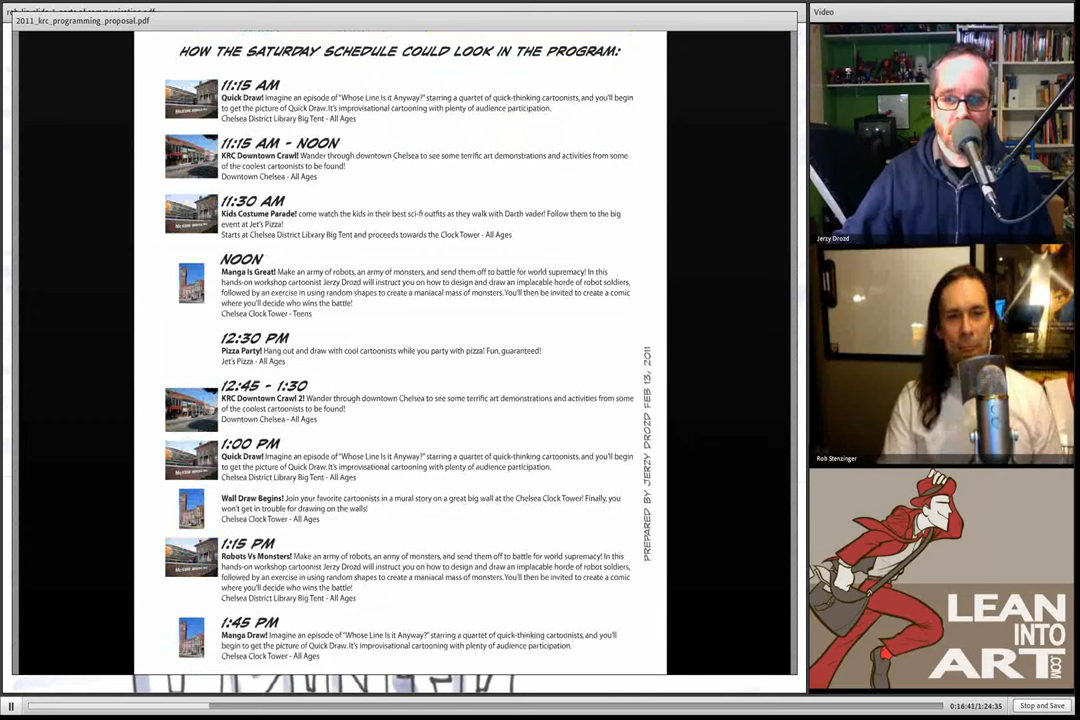 2011_krc_programming_proposal.pdf
Video
HOW THE SATURDAY SCHEDULE COULD LOOK IN THE PROGRAM:
11:15 AM
Quick Draw! Imagine an episode of "Whose Line Is it Anyway?" starring a quartet of quick-thinking cartoonists, and you'll begin
to get the picture of Quick Draw. It's improvisational cartooning with plenty of audience participation.
Chelsea District Library Big Tent - All Ages
11:15 AM - NOON
KRC Downtown Crawl! Wander through downtown Chelsea to see some terrific art demonstrations and activities from some
of the coolest cartoonists to be found!
Downtown Chelsea - All Ages
11:30 AM
Kids Costume Parade! come watch the kids in their best sci-fi outfits as they walk with Darth vader! Follow them to the big
event at Jet's Pizza!
Starts at Chelsea District Library Big Tent and proceeds towards the Clock Tower - All Ages
NOON
Manga Is Great! Make an army of robots, an army of monsters, and send them off to battle for world supremacy! In this
hands-on workshop cartoonist Jerzy Drozd will instruct you on how to design and draw an implacable horde of robot soldiers,
followed by an exercise in using random shapes to create a maniacal mass of monsters. You'll then be invited to create a comic
where you'll decide who wins the battle!
Chelsea Clock Tower - Teens
12:30 PM
Pizza Party! Hang out and draw with cool cartoonists while you party with pizza! Fun, guaranteed!
Jet's Pizza - All Ages
12:45 - 1:30
KRC Downtown Crawl 2! Wander through downtown Chelsea to see some terrific art demonstrations and activities from some
of the coolest cartoonists to be found!
Downtown Chelsea - All Ages
1:00 PM
Quick Draw! Imagine an episode of "Whose Line Is it Anyway?" starring a quartet of quick-thinking cartoonists, and you'll begin
to get the picture of Quick Draw. It's improvisational cartooning with plenty of audience participation.
Chelsea District Library Big Tent - All Ages
Wall Draw Begins! Join your favorite cartoonists in a mural story on a great big wall at the Chelsea Clock Tower! Finally, you
won't get in trouble for drawing on the walls!
Chelsea Clock Tower - All Ages
1:15 PM
Robots Vs Monsters! Make an army of robots, an army of monsters, and send them off to battle for world supremacy! In this
hands-on workshop cartoonist Jerzy Drozd will instruct you on how to design and draw an implacable horde of robot soldiers,
followed by an exercise in using random shapes to create a maniacal mass of monsters. You'll then be invited to create a comic
where you'll decide who wins the battle!
Chelsea District Library Big Tent - All Ages
1:45 PM
Manga Draw! Imagine an episode of "Whose Line Is it Anyway?" starring a quartet of quick-thinking cartoonists, and you'll
begin to get the picture of Quick Draw. It's improvisational cartooning with plenty of audience participation.
Chelsea Clock Tower - All Ages
PREPARED BY JERZY DROZD FEB 13, 2011
Jerzy Drozd
Rob Stenzinger
LEAN
INTO
ART.COM
0:16:41/1:24:35
Stop and Save